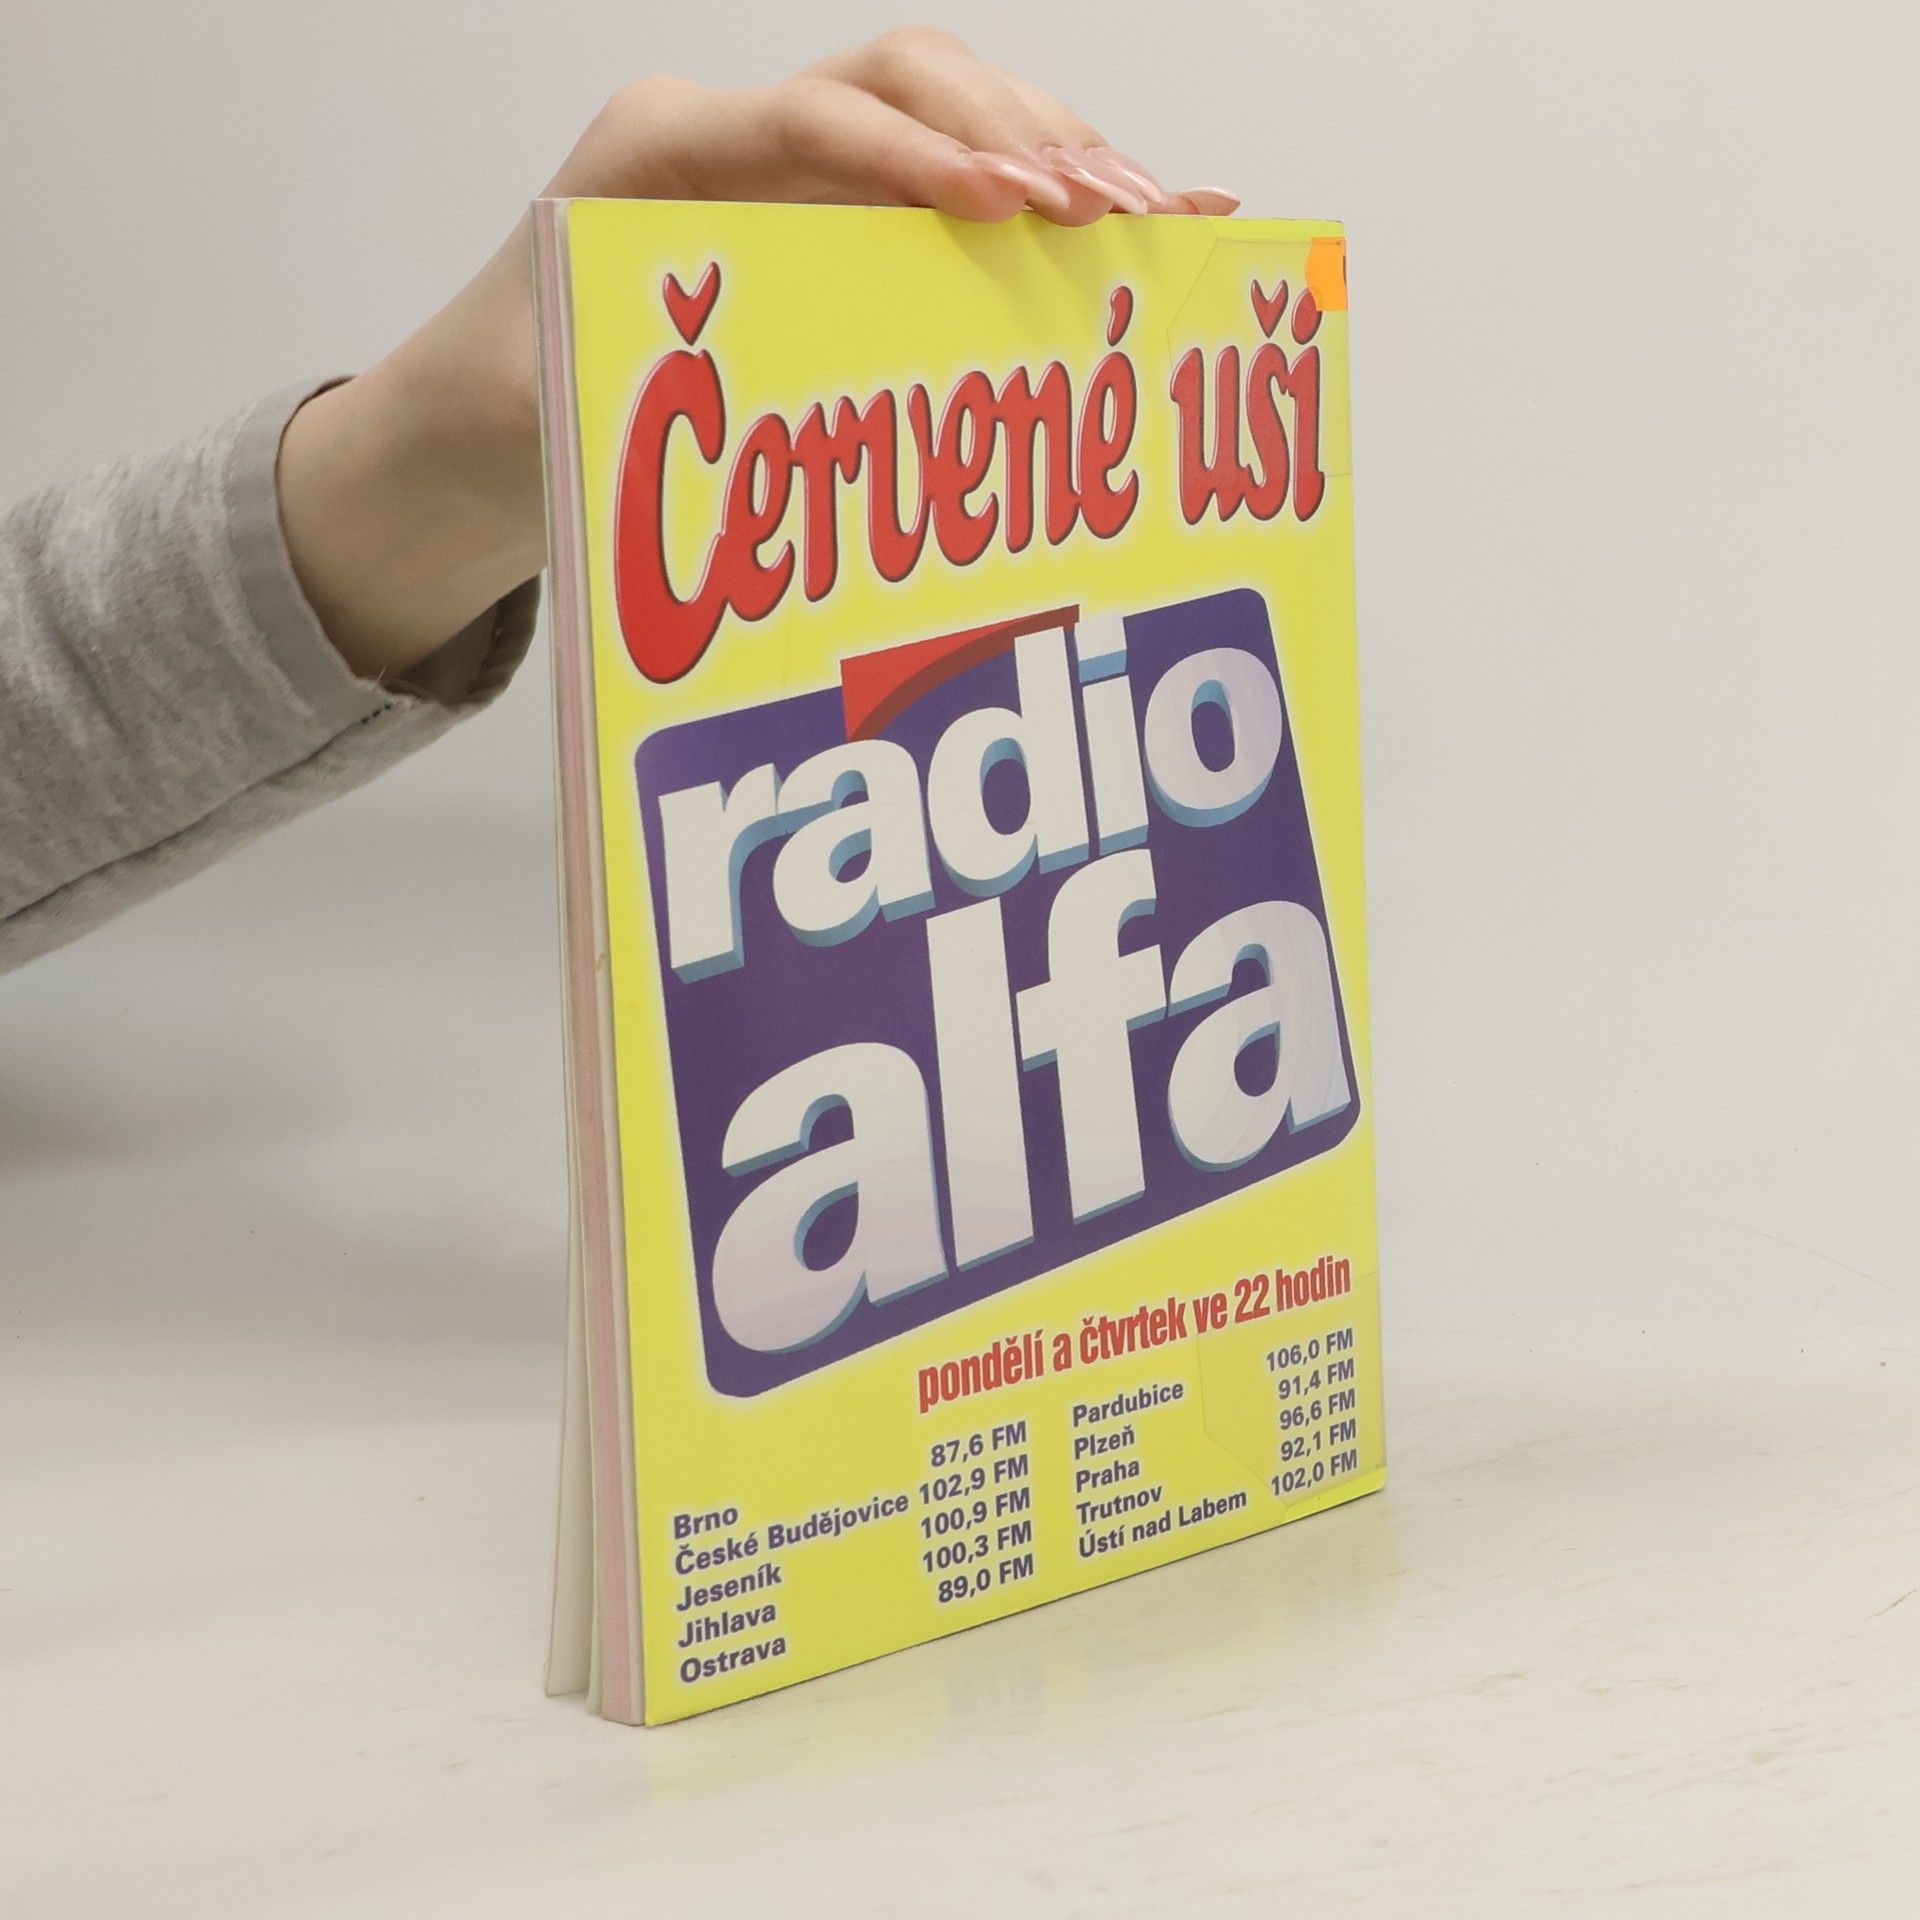 Červené uši
radio
alfa
pondělí a čtvrtek ve 22 hodin
Brno 87,6 FM
České Budějovice 102,9 FM
Jeseník 100,9 FM
Jihlava 100,3 FM
Ostrava 89,0 FM
Pardubice 106,0 FM
Plzeň 91,4 FM
Praha 96,6 FM
Trutnov 92,1 FM
Ústí nad Labem 102,0 FM